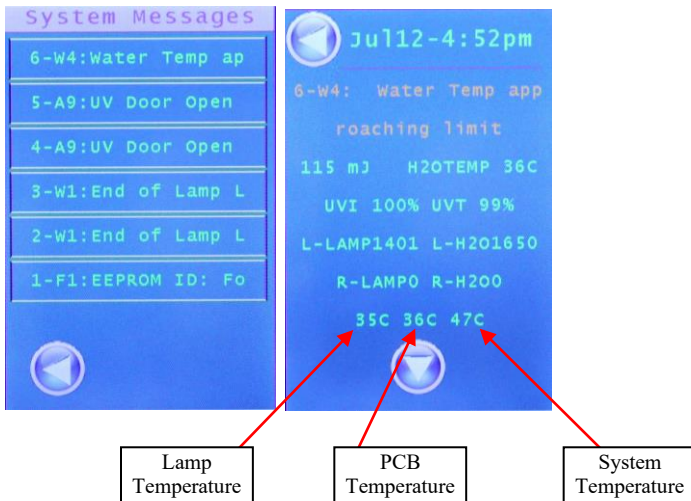 System Messages
6-W4:Water Temp ap
5-A9:UV Door Open
4-A9:UV Door Open
3-W1:End of Lamp L
2-W1:End of Lamp L
1-F1:EEPROM ID: Fo
Jul12-4:52pm
6-W4: Water Temp app
roaching limit
115 mJ H2OTEMP 36C
UVI 100% UVT 99%
L-LAMP1401 L-H2O1650
R-LAMP0 R-H2O0
35C 36C 47C
Lamp
Temperature
PCB
Temperature
System
Temperature